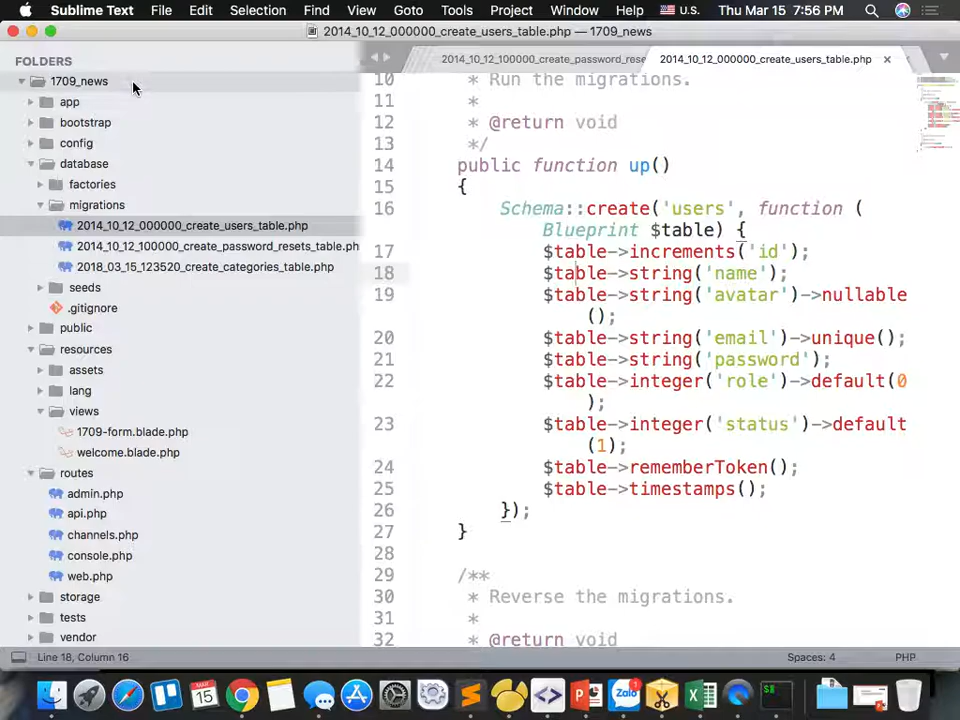 Sublime Text File Edit Selection Find View Goto Tools Project Window Help U.S. Thu Mar 15 7:56 PM
2014_10_12_000000_create_users_table.php — 1709_news
FOLDERS
1709_news
app
bootstrap
config
database
factories
migrations
2014_10_12_000000_create_users_table.php
2014_10_12_100000_create_password_resets_table.ph
2018_03_15_123520_create_categories_table.php
seeds
.gitignore
public
resources
assets
lang
views
1709-form.blade.php
welcome.blade.php
routes
admin.php
api.php
channels.php
console.php
web.php
storage
tests
vendor
2014_10_12_100000_create_password_rese 2014_10_12_000000_create_users_table.php ×
10 * Run the migrations.
11 *
12 * @return void
13 */
14 public function up()
15 {
16 Schema::create('users', function (
Blueprint $table) {
17 $table->increments('id');
18 $table->string('name');
19 $table->string('avatar')->nullable
();
20 $table->string('email')->unique();
21 $table->string('password');
22 $table->integer('role')->default(0
);
23 $table->integer('status')->default
(1);
24 $table->rememberToken();
25 $table->timestamps();
26 });
27 }
28
29 /**
30 * Reverse the migrations.
31 *
32 * @return void
Line 18, Column 16 Spaces: 4 PHP
MAR
15
Zalo
1